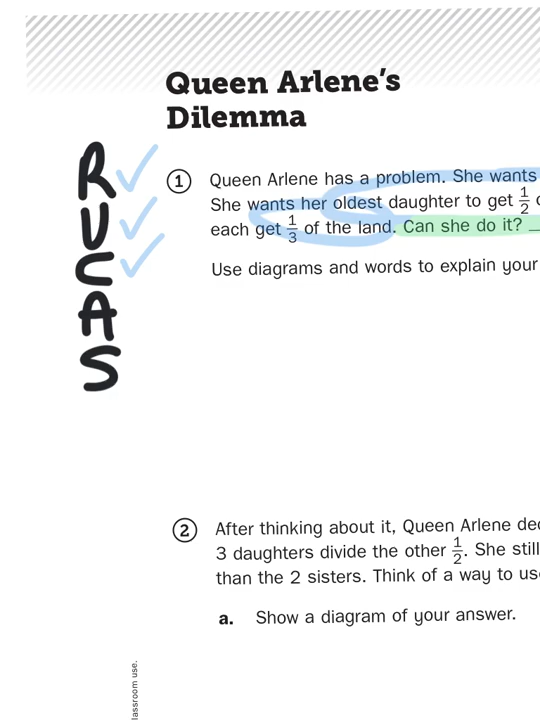 Queen Arlene's
Dilemma
R
U
C
A
S
1 Queen Arlene has a problem. She wants
She wants her oldest daughter to get 1/2
each get 1/3 of the land. Can she do it?
Use diagrams and words to explain your
2 After thinking about it, Queen Arlene
3 daughters divide the other 1/2. She still
than the 2 sisters. Think of a way to
a. Show a diagram of your answer.
lassroom use.